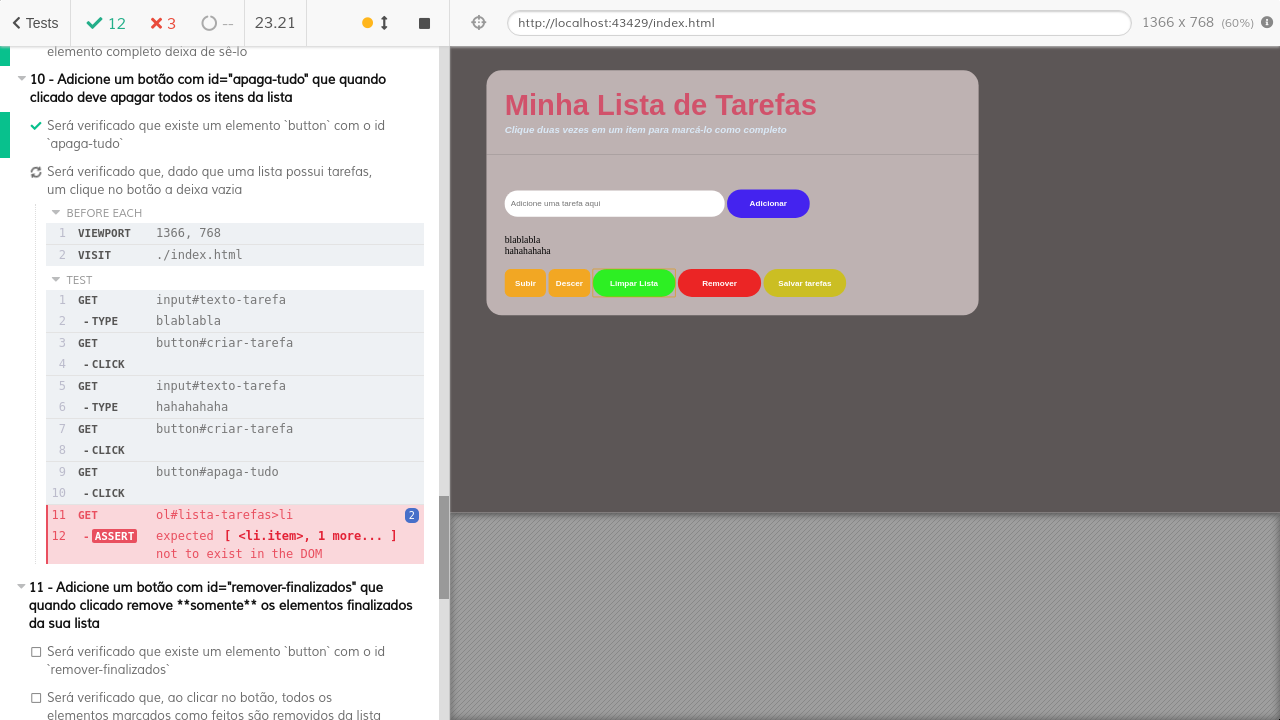 Tests 12 3 -- 23.21 http://localhost:43429/index.html 1366 x 768 (60%)
elemento completo deixa de sê-lo
10 - Adicione um botão com id="apaga-tudo" que quando
clicado deve apagar todos os itens da lista
Será verificado que existe um elemento `button` com o id
`apaga-tudo`
Será verificado que, dado que uma lista possui tarefas,
um clique no botão a deixa vazia
BEFORE EACH
1 VIEWPORT 1366, 768
2 VISIT ./index.html
TEST
1 GET input#texto-tarefa
2 - TYPE blablabla
3 GET button#criar-tarefa
4 - CLICK
5 GET input#texto-tarefa
6 - TYPE hahahahaha
7 GET button#criar-tarefa
8 - CLICK
9 GET button#apaga-tudo
10 - CLICK
11 GET ol#lista-tarefas>li 2
12 - ASSERT expected [ <li.item>, 1 more... ]
not to exist in the DOM
11 - Adicione um botão com id="remover-finalizados" que
quando clicado remove **somente** os elementos finalizados
da sua lista
Será verificado que existe um elemento `button` com o id
`remover-finalizados`
Será verificado que, ao clicar no botão, todos os
elementos marcados como feitos são removidos da lista
Minha Lista de Tarefas
Clique duas vezes em um item para marcá-lo como completo
Adicione uma tarefa aqui Adicionar
blablabla
hahahahaha
Subir Descer Limpar Lista Remover Salvar tarefas